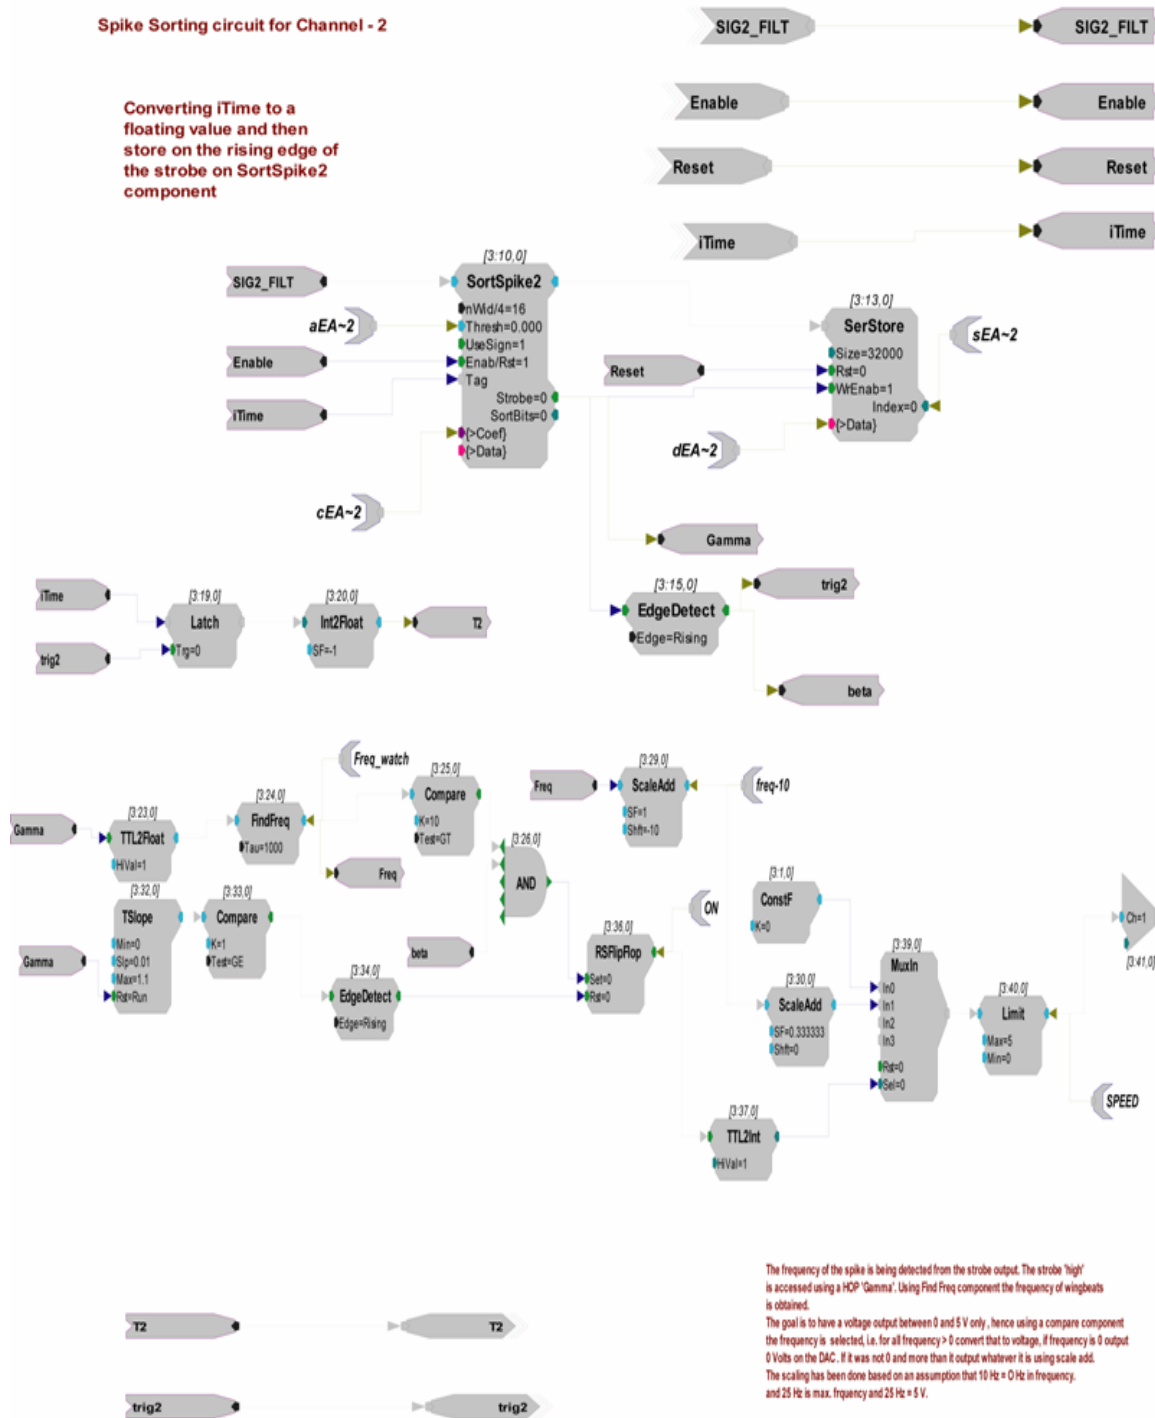 Spike Sorting circuit for Channel - 2
SIG2_FILT
SIG2_FILT
Enable
Enable
Reset
Reset
iTime
iTime
Converting iTime to a
floating value and then
store on the rising edge of
the strobe on SortSpike2
component
[3:10,0]
SortSpike2
nWid/4=16
Thresh=0.000
UseSign=1
Enab/Rst=1
Tag
Strobe=0
SortBits=0
{>Coef}
{>Data}
SIG2_FILT
aEA~2
Enable
iTime
cEA~2
[3:13,0]
SerStore
Size=32000
Rst=0
WrEnab=1
Index=0
{>Data}
sEA~2
Reset
dEA~2
Gamma
[3:15,0]
EdgeDetect
Edge=Rising
trig2
beta
iTime
trig2
[3:19,0]
Latch
Trg=0
[3:20,0]
Int2Float
SF=-1
T2
Freq_watch
Gamma
[3:23,0]
TTL2Float
HiVal=1
[3:24,0]
FindFreq
Tau=1000
[3:25,0]
Compare
K=10
Test=GT
Freq
[3:26,0]
AND
Freq
[3:29,0]
ScaleAdd
SF=1
Shft=-10
freq-10
Gamma
[3:32,0]
TSlope
Min=0
Slp=0.01
Max=1.1
Rst=Run
[3:33,0]
Compare
K=1
Test=GE
[3:34,0]
EdgeDetect
Edge=Rising
beta
[3:36,0]
RSFlipFlop
Set=0
Rst=0
ON
[3:1,0]
ConstF
K=0
[3:30,0]
ScaleAdd
SF=0.333333
Shft=0
[3:37,0]
TTL2Int
HiVal=1
[3:39,0]
MuxIn
In0
In1
In2
In3
Rst=0
Sel=0
[3:40,0]
Limit
Max=5
Min=0
Ch=1
[3:41,0]
SPEED
The frequency of the spike is being detected from the strobe output. The strobe 'high'
is accessed using a HOP 'Gamma'. Using Find Freq component the frequency of wingbeats
is obtained.
The goal is to have a voltage output between 0 and 5 V only , hence using a compare component
the frequency is selected, i.e. for all frequency > 0 convert that to voltage, if frequency is 0 output
0 Volts on the DAC. If it was not 0 and more than it output whatever it is using scale add.
The scaling has been done based on an assumption that 10 Hz = O Hz in frequency.
and 25 Hz is max. frquency and 25 Hz = 5 V.
T2
T2
trig2
trig2